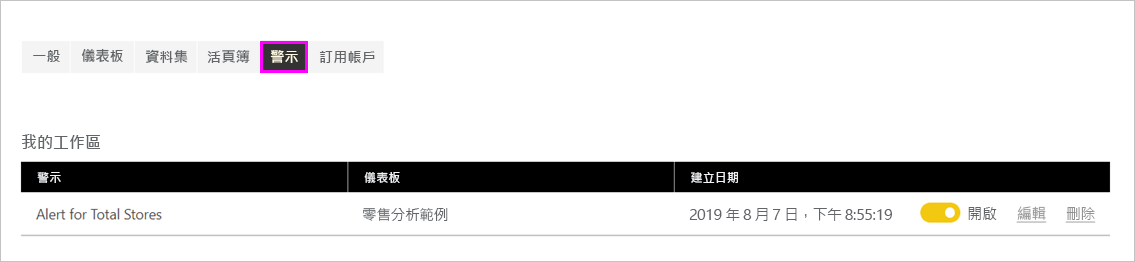 一般 儀表板 資料集 活頁簿 警示 訂用帳戶
我的工作區
警示 儀表板 建立日期
Alert for Total Stores 零售分析範例 2019 年 8 月 7 日，下午 8:55:19 開啟 編輯 刪除